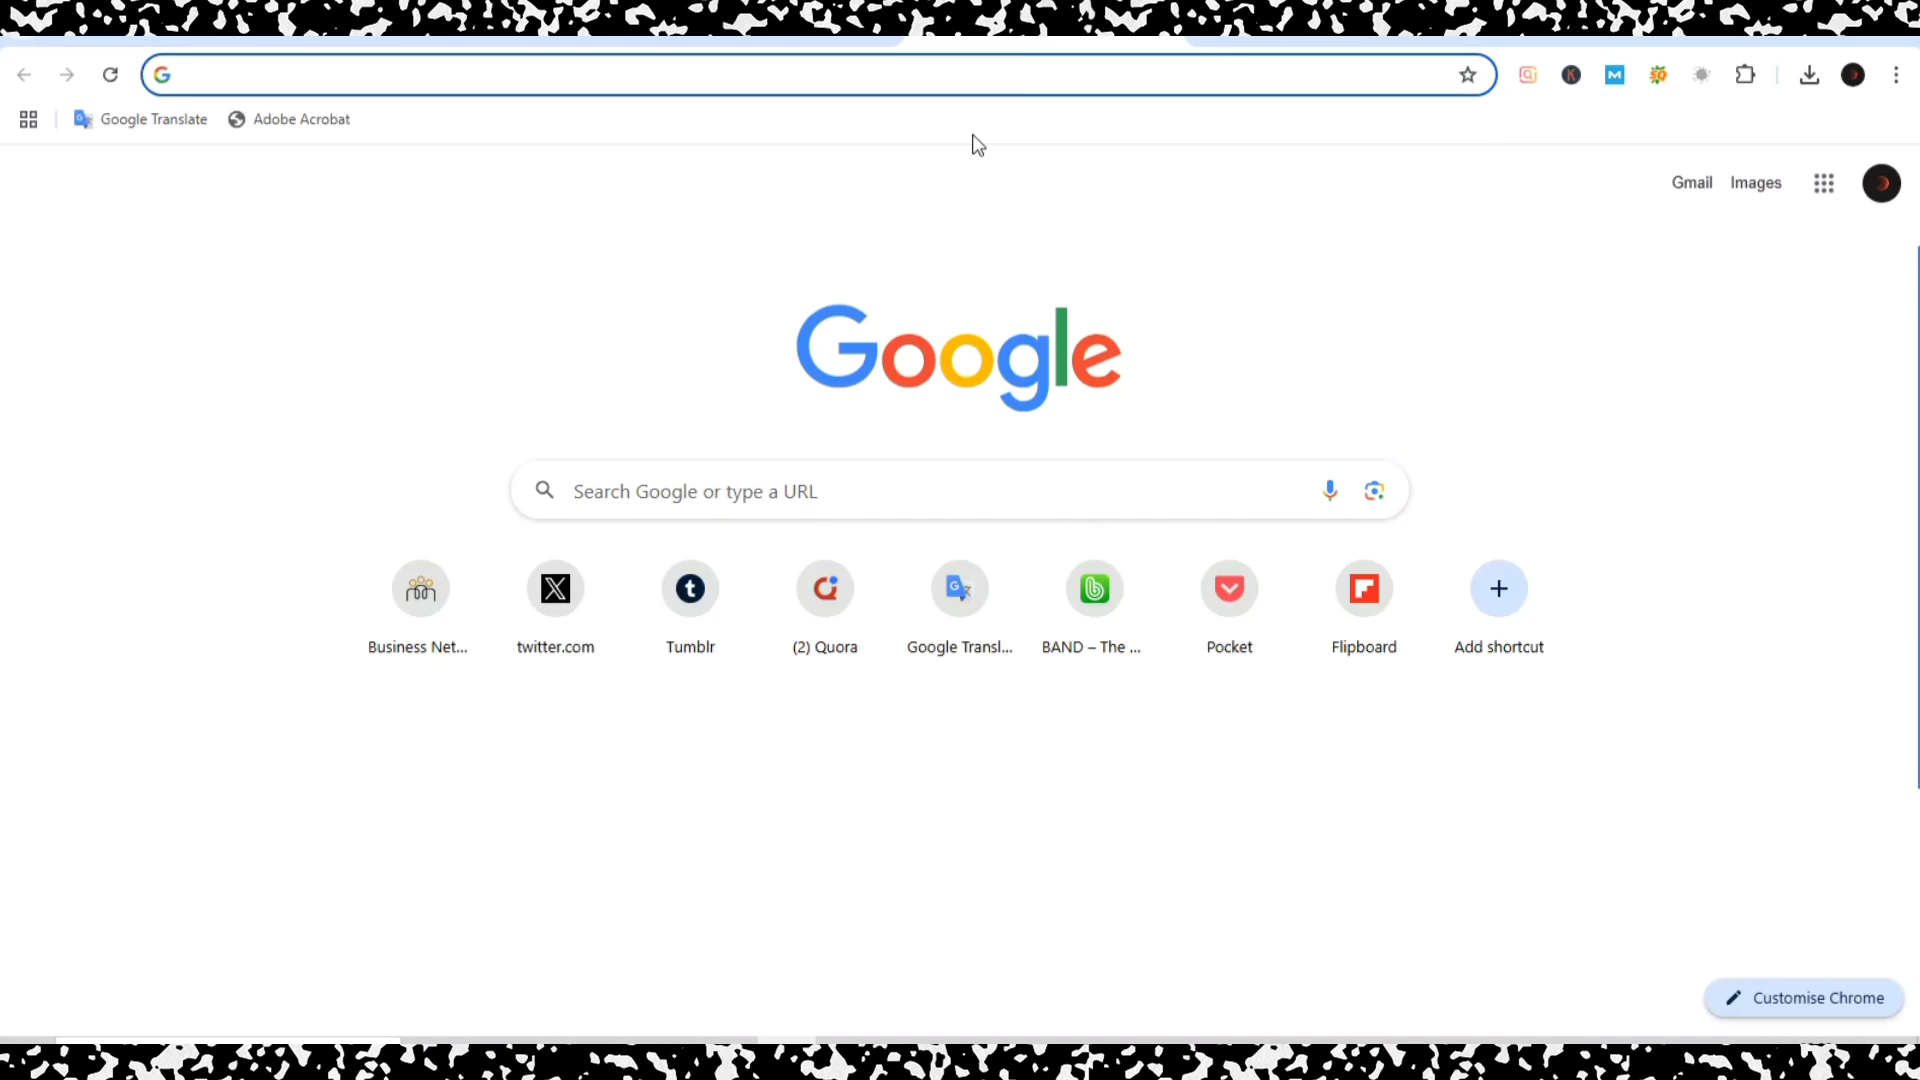 Google Translate
Adobe Acrobat
Gmail Images
Google
Search Google or type a URL
Business Net...
twitter.com
Tumblr
(2) Quora
Google Transl...
BAND – The ...
Pocket
Flipboard
Add shortcut
Customise Chrome